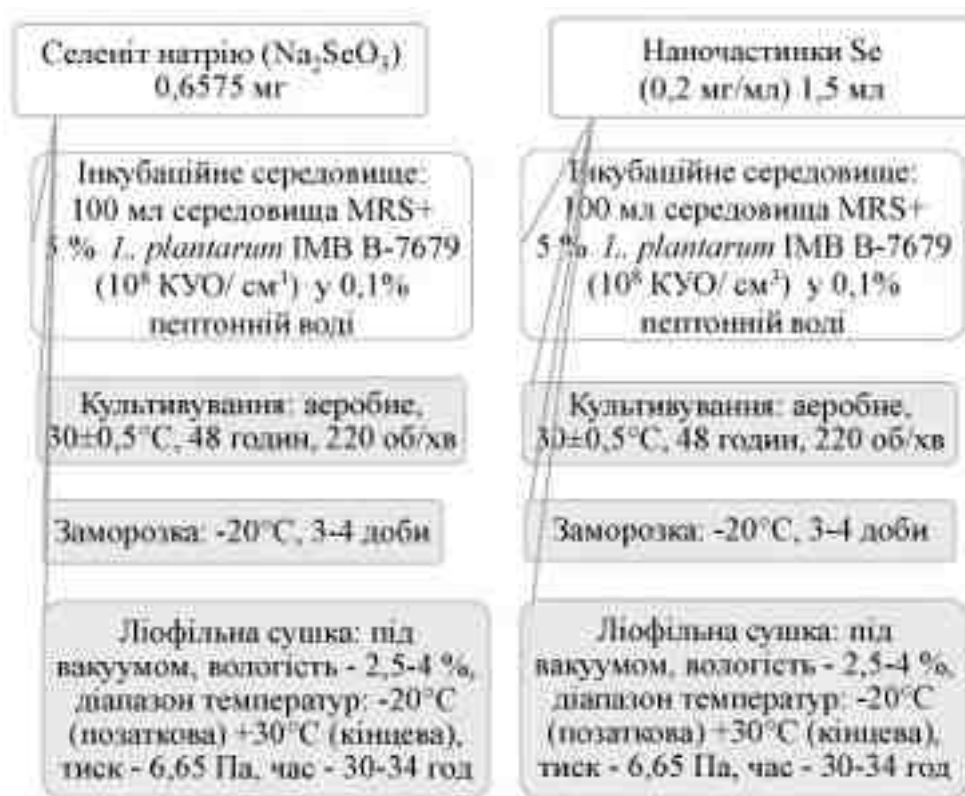 Селеніт натрію (Na₂SeO₃)
0,6575 мг
Інкубаційне середовище:
100 мл середовища MRS+
5 % L. plantarum ІМВ В-7679
(10⁸ КУО/ см³) у 0,1%
пептонній воді
Культивування: аеробне,
30±0,5°С, 48 годин, 220 об/хв
Заморозка: -20°С, 3-4 доби
Ліофільна сушка: під
вакуумом, вологість - 2,5-4 %,
діапазон температур: -20°С
(позаткова) +30°С (кінцева),
тиск - 6,65 Па, час - 30-34 год
Наночастинки Se
(0,2 мг/мл) 1,5 мл
Інкубаційне середовище:
100 мл середовища MRS+
5 % L. plantarum ІМВ В-7679
(10⁸ КУО/ см³) у 0,1%
пептонній воді
Культивування: аеробне,
30±0,5°С, 48 годин, 220 об/хв
Заморозка: -20°С, 3-4 доби
Ліофільна сушка: під
вакуумом, вологість - 2,5-4 %,
діапазон температур: -20°С
(позаткова) +30°С (кінцева),
тиск - 6,65 Па, час - 30-34 год